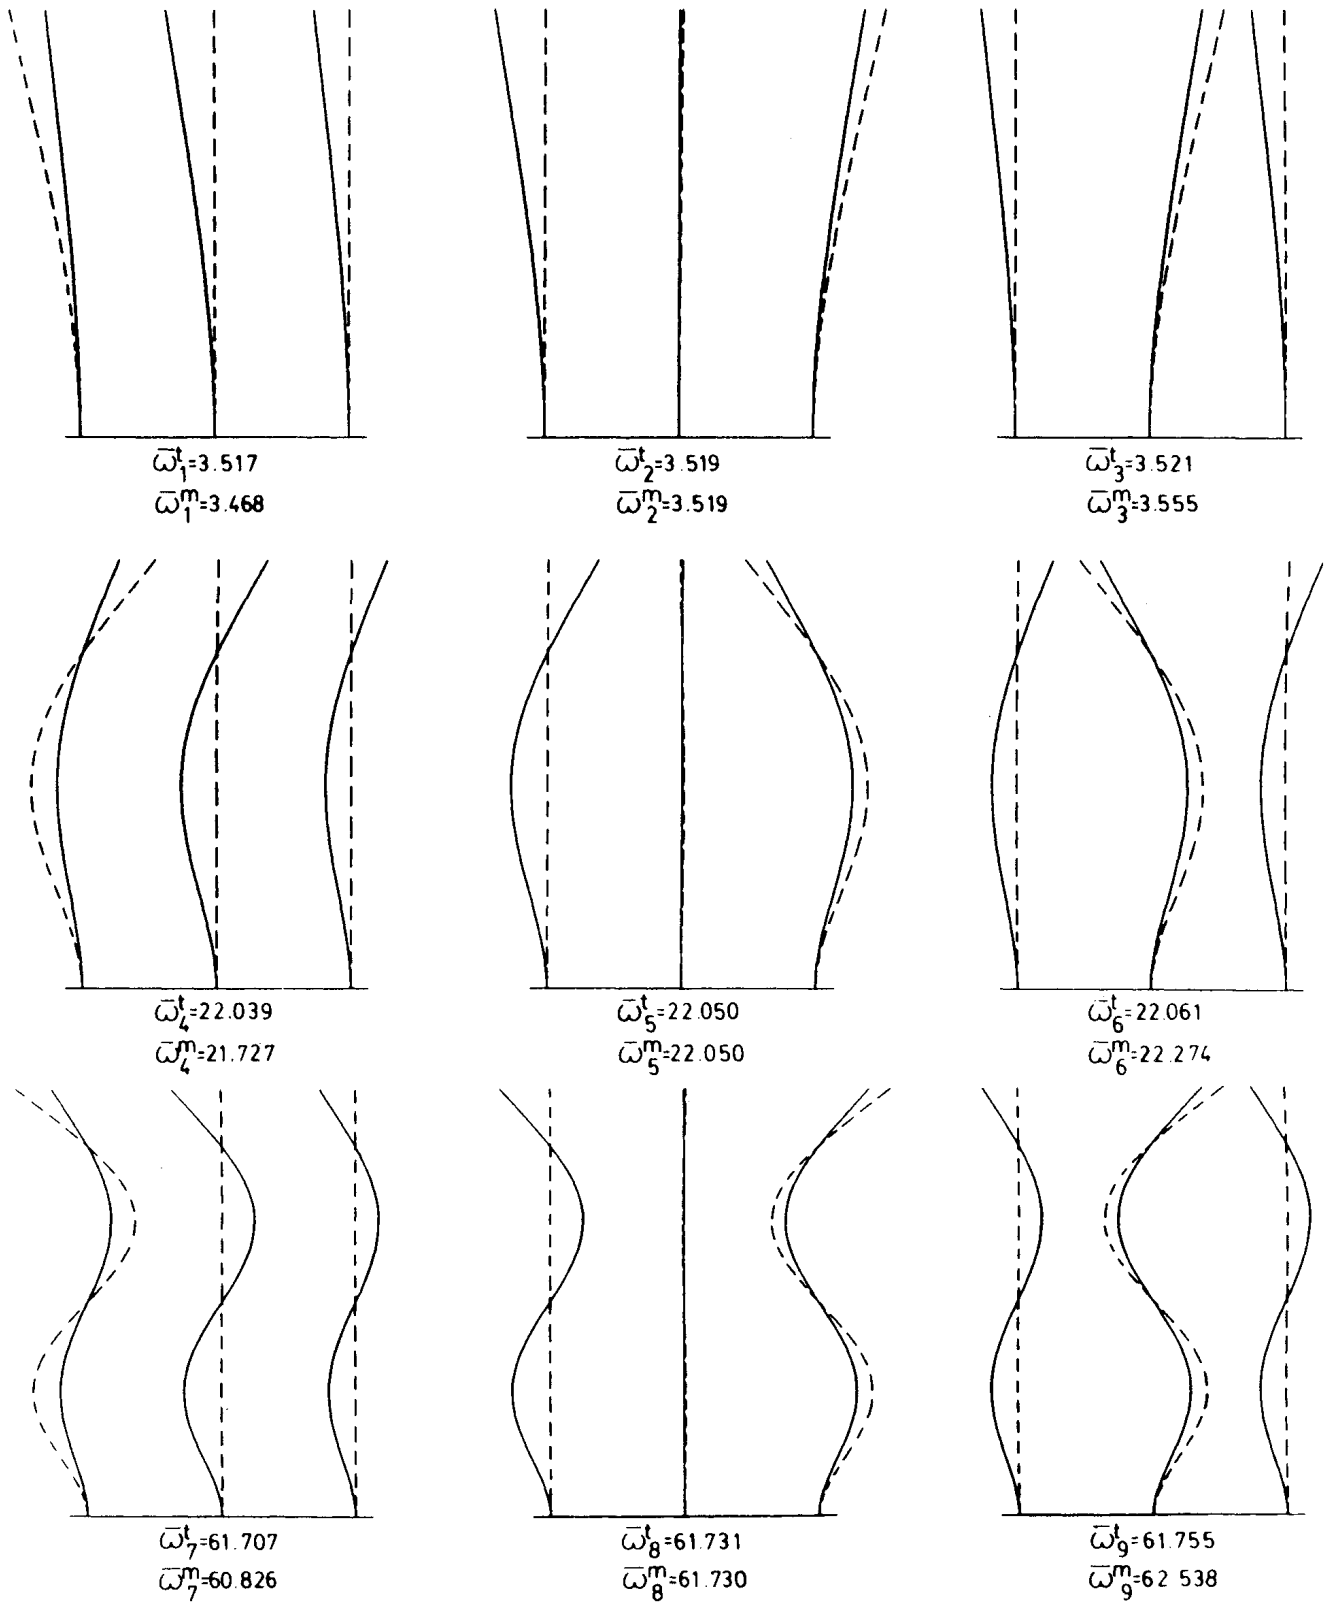 ω̄₁ᵗ=3.517
ω̄₁ᵐ=3.468
ω̄₂ᵗ=3.519
ω̄₂ᵐ=3.519
ω̄₃ᵗ=3.521
ω̄₃ᵐ=3.555
ω̄₄ᵗ=22.039
ω̄₄ᵐ=21.727
ω̄₅ᵗ=22.050
ω̄₅ᵐ=22.050
ω̄₆ᵗ=22.061
ω̄₆ᵐ=22.274
ω̄₇ᵗ=61.707
ω̄₇ᵐ=60.826
ω̄₈ᵗ=61.731
ω̄₈ᵐ=61.730
ω̄₉ᵗ=61.755
ω̄₉ᵐ=62 538